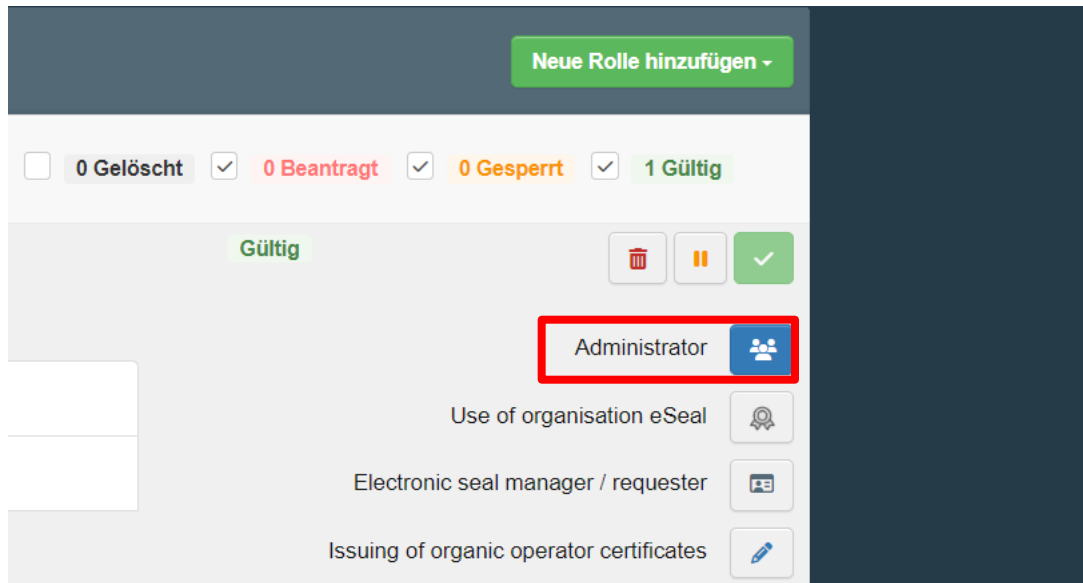 Neue Rolle hinzufügen
0 Gelöscht 0 Beantragt 0 Gesperrt 1 Gültig
Gültig
Administrator
Use of organisation eSeal
Electronic seal manager / requester
Issuing of organic operator certificates